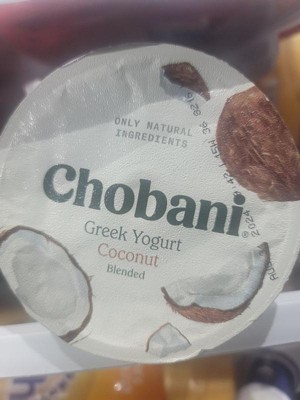 ONLY NATURAL
INGREDIENTS
Chobani®
Greek Yogurt
Coconut
Blended